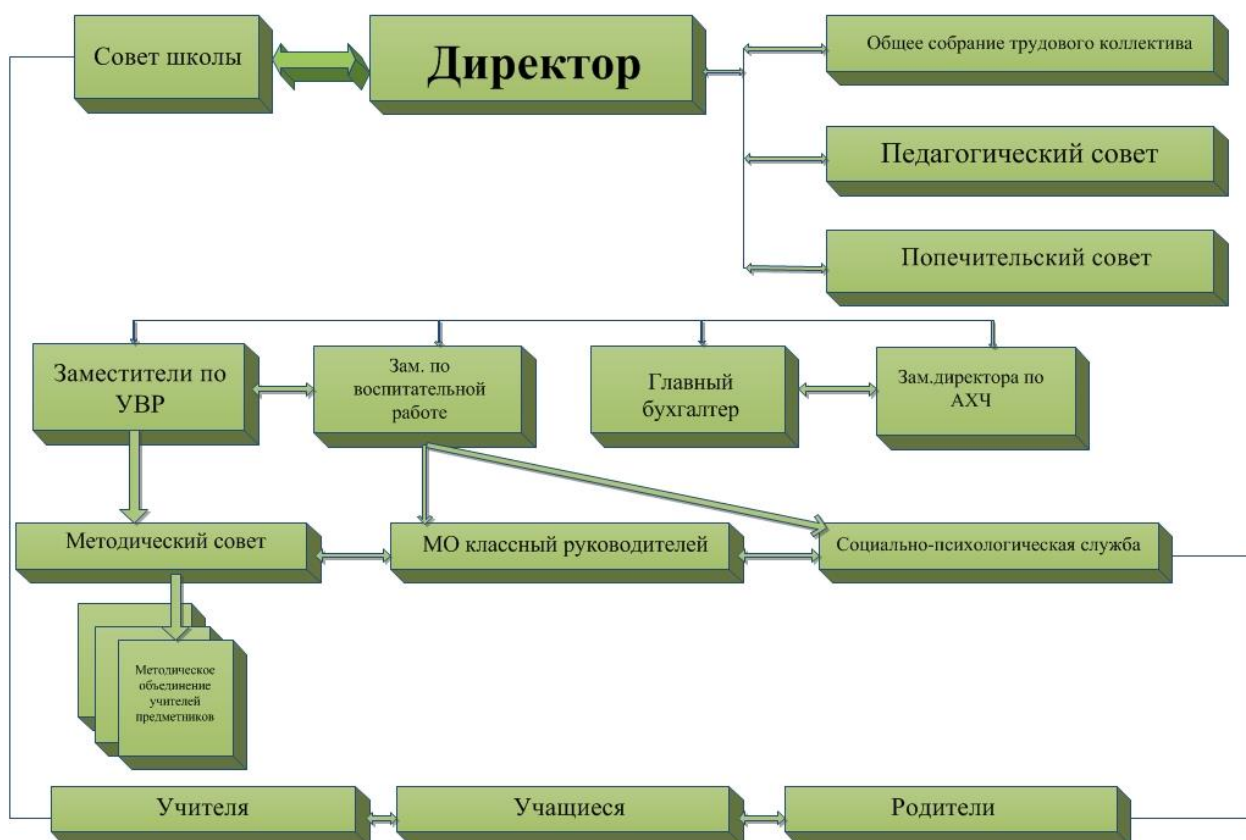 Совет школы
Директор
Общее собрание трудового коллектива
Педагогический совет
Попечительский совет
Заместители по
УВР
Зам. по
воспитательной
работе
Главный
бухгалтер
Зам.директора по
АХЧ
Методический совет
МО классный руководителей
Социально-психологическая служба
Методическое
объединение
учителей
предметников
Учителя
Учащиеся
Родители